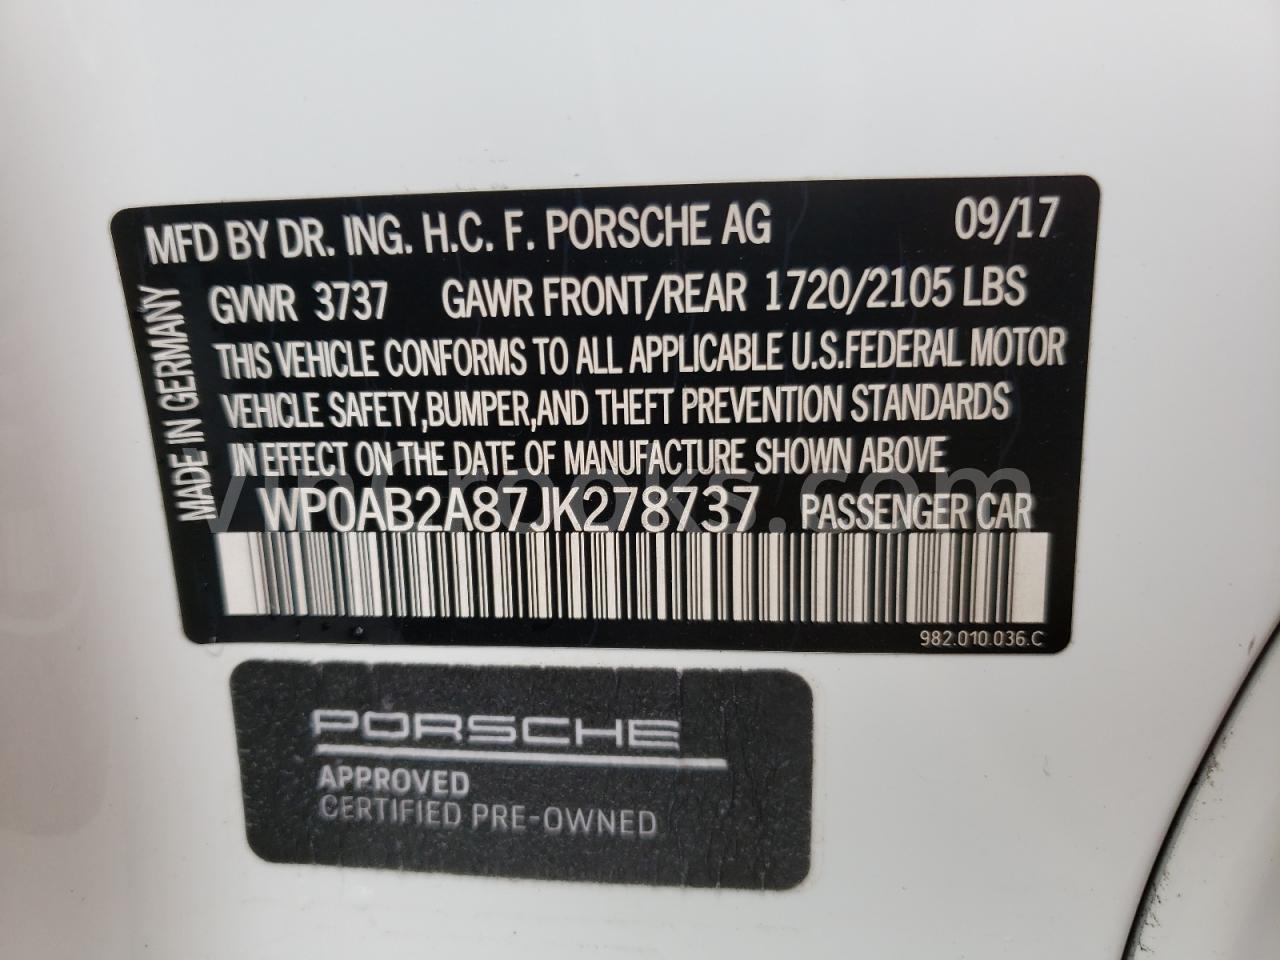 MFD BY DR. ING. H.C. F. PORSCHE AG 09/17
GVWR 3737 GAWR FRONT/REAR 1720/2105 LBS
THIS VEHICLE CONFORMS TO ALL APPLICABLE U.S.FEDERAL MOTOR
VEHICLE SAFETY,BUMPER,AND THEFT PREVENTION STANDARDS
IN EFFECT ON THE DATE OF MANUFACTURE SHOWN ABOVE
WP0AB2A87JK278737 PASSENGER CAR
MADE IN GERMANY
982.010.036.C
PORSCHE
APPROVED
CERTIFIED PRE-OWNED
VinCrooks.com